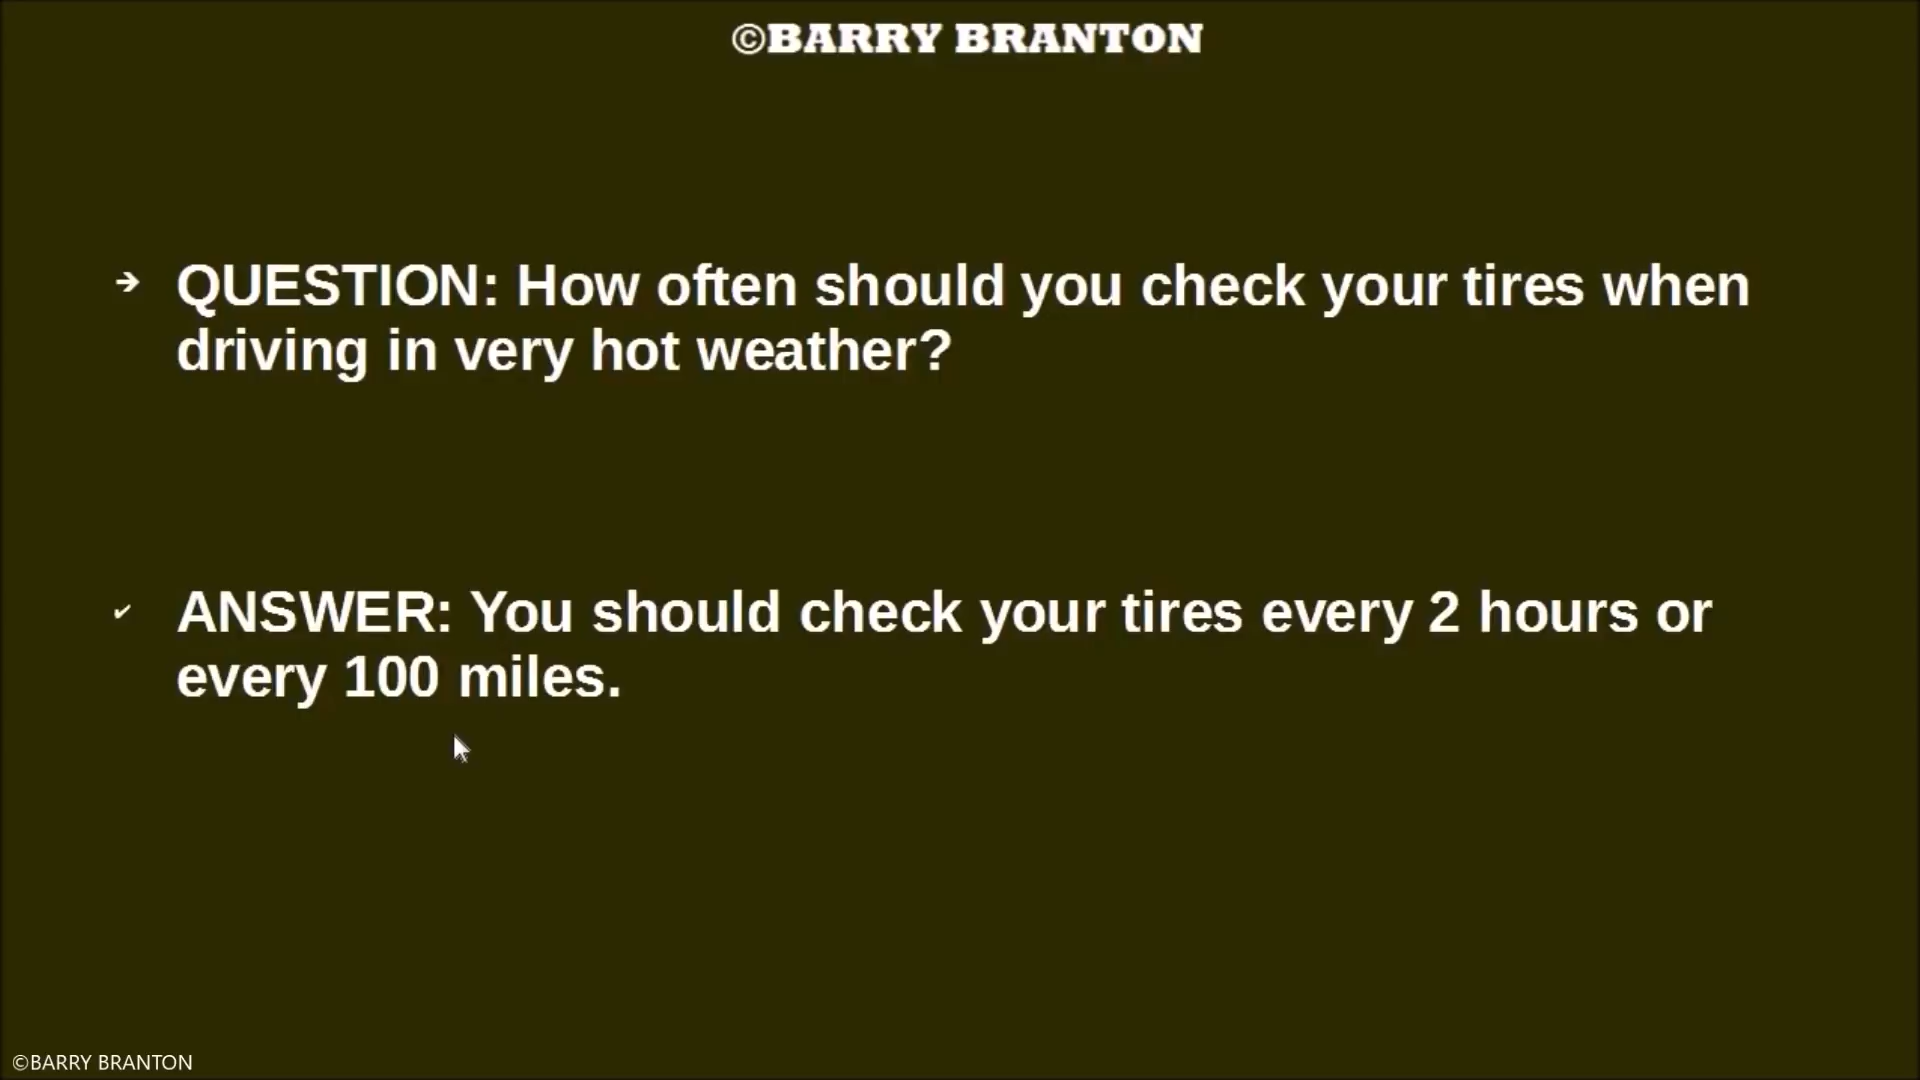 ©BARRY BRANTON
➔ QUESTION: How often should you check your tires when
driving in very hot weather?
✔ ANSWER: You should check your tires every 2 hours or
every 100 miles.
©BARRY BRANTON